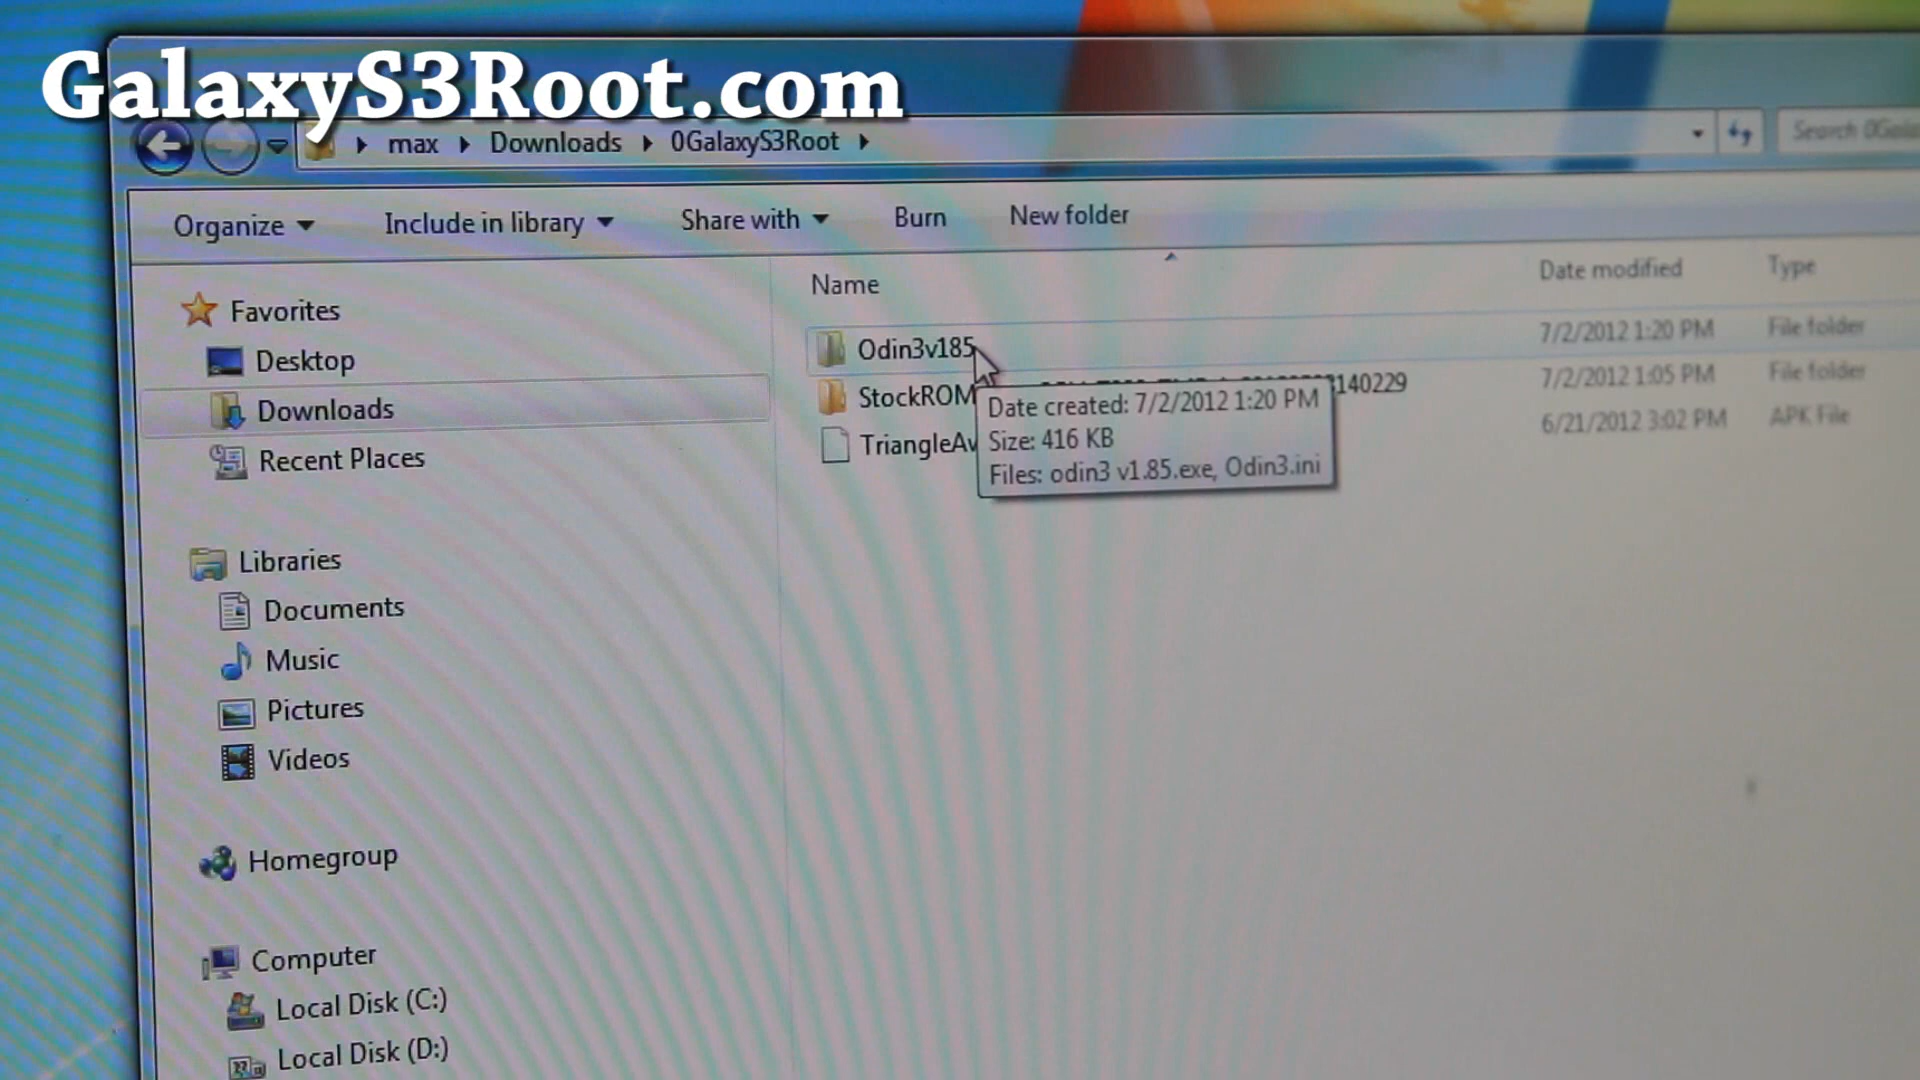 GalaxyS3Root.com
max Downloads 0GalaxyS3Root
Search 0Gala
Organize Include in library Share with Burn New folder
Name Date modified Type
Odin3v185 7/2/2012 1:20 PM File folder
StockROM 140229 7/2/2012 1:05 PM File folder
TriangleAw 6/21/2012 3:02 PM APK File
Date created: 7/2/2012 1:20 PM
Size: 416 KB
Files: odin3 v1.85.exe, Odin3.ini
Favorites
Desktop
Downloads
Recent Places
Libraries
Documents
Music
Pictures
Videos
Homegroup
Computer
Local Disk (C:)
Local Disk (D:)